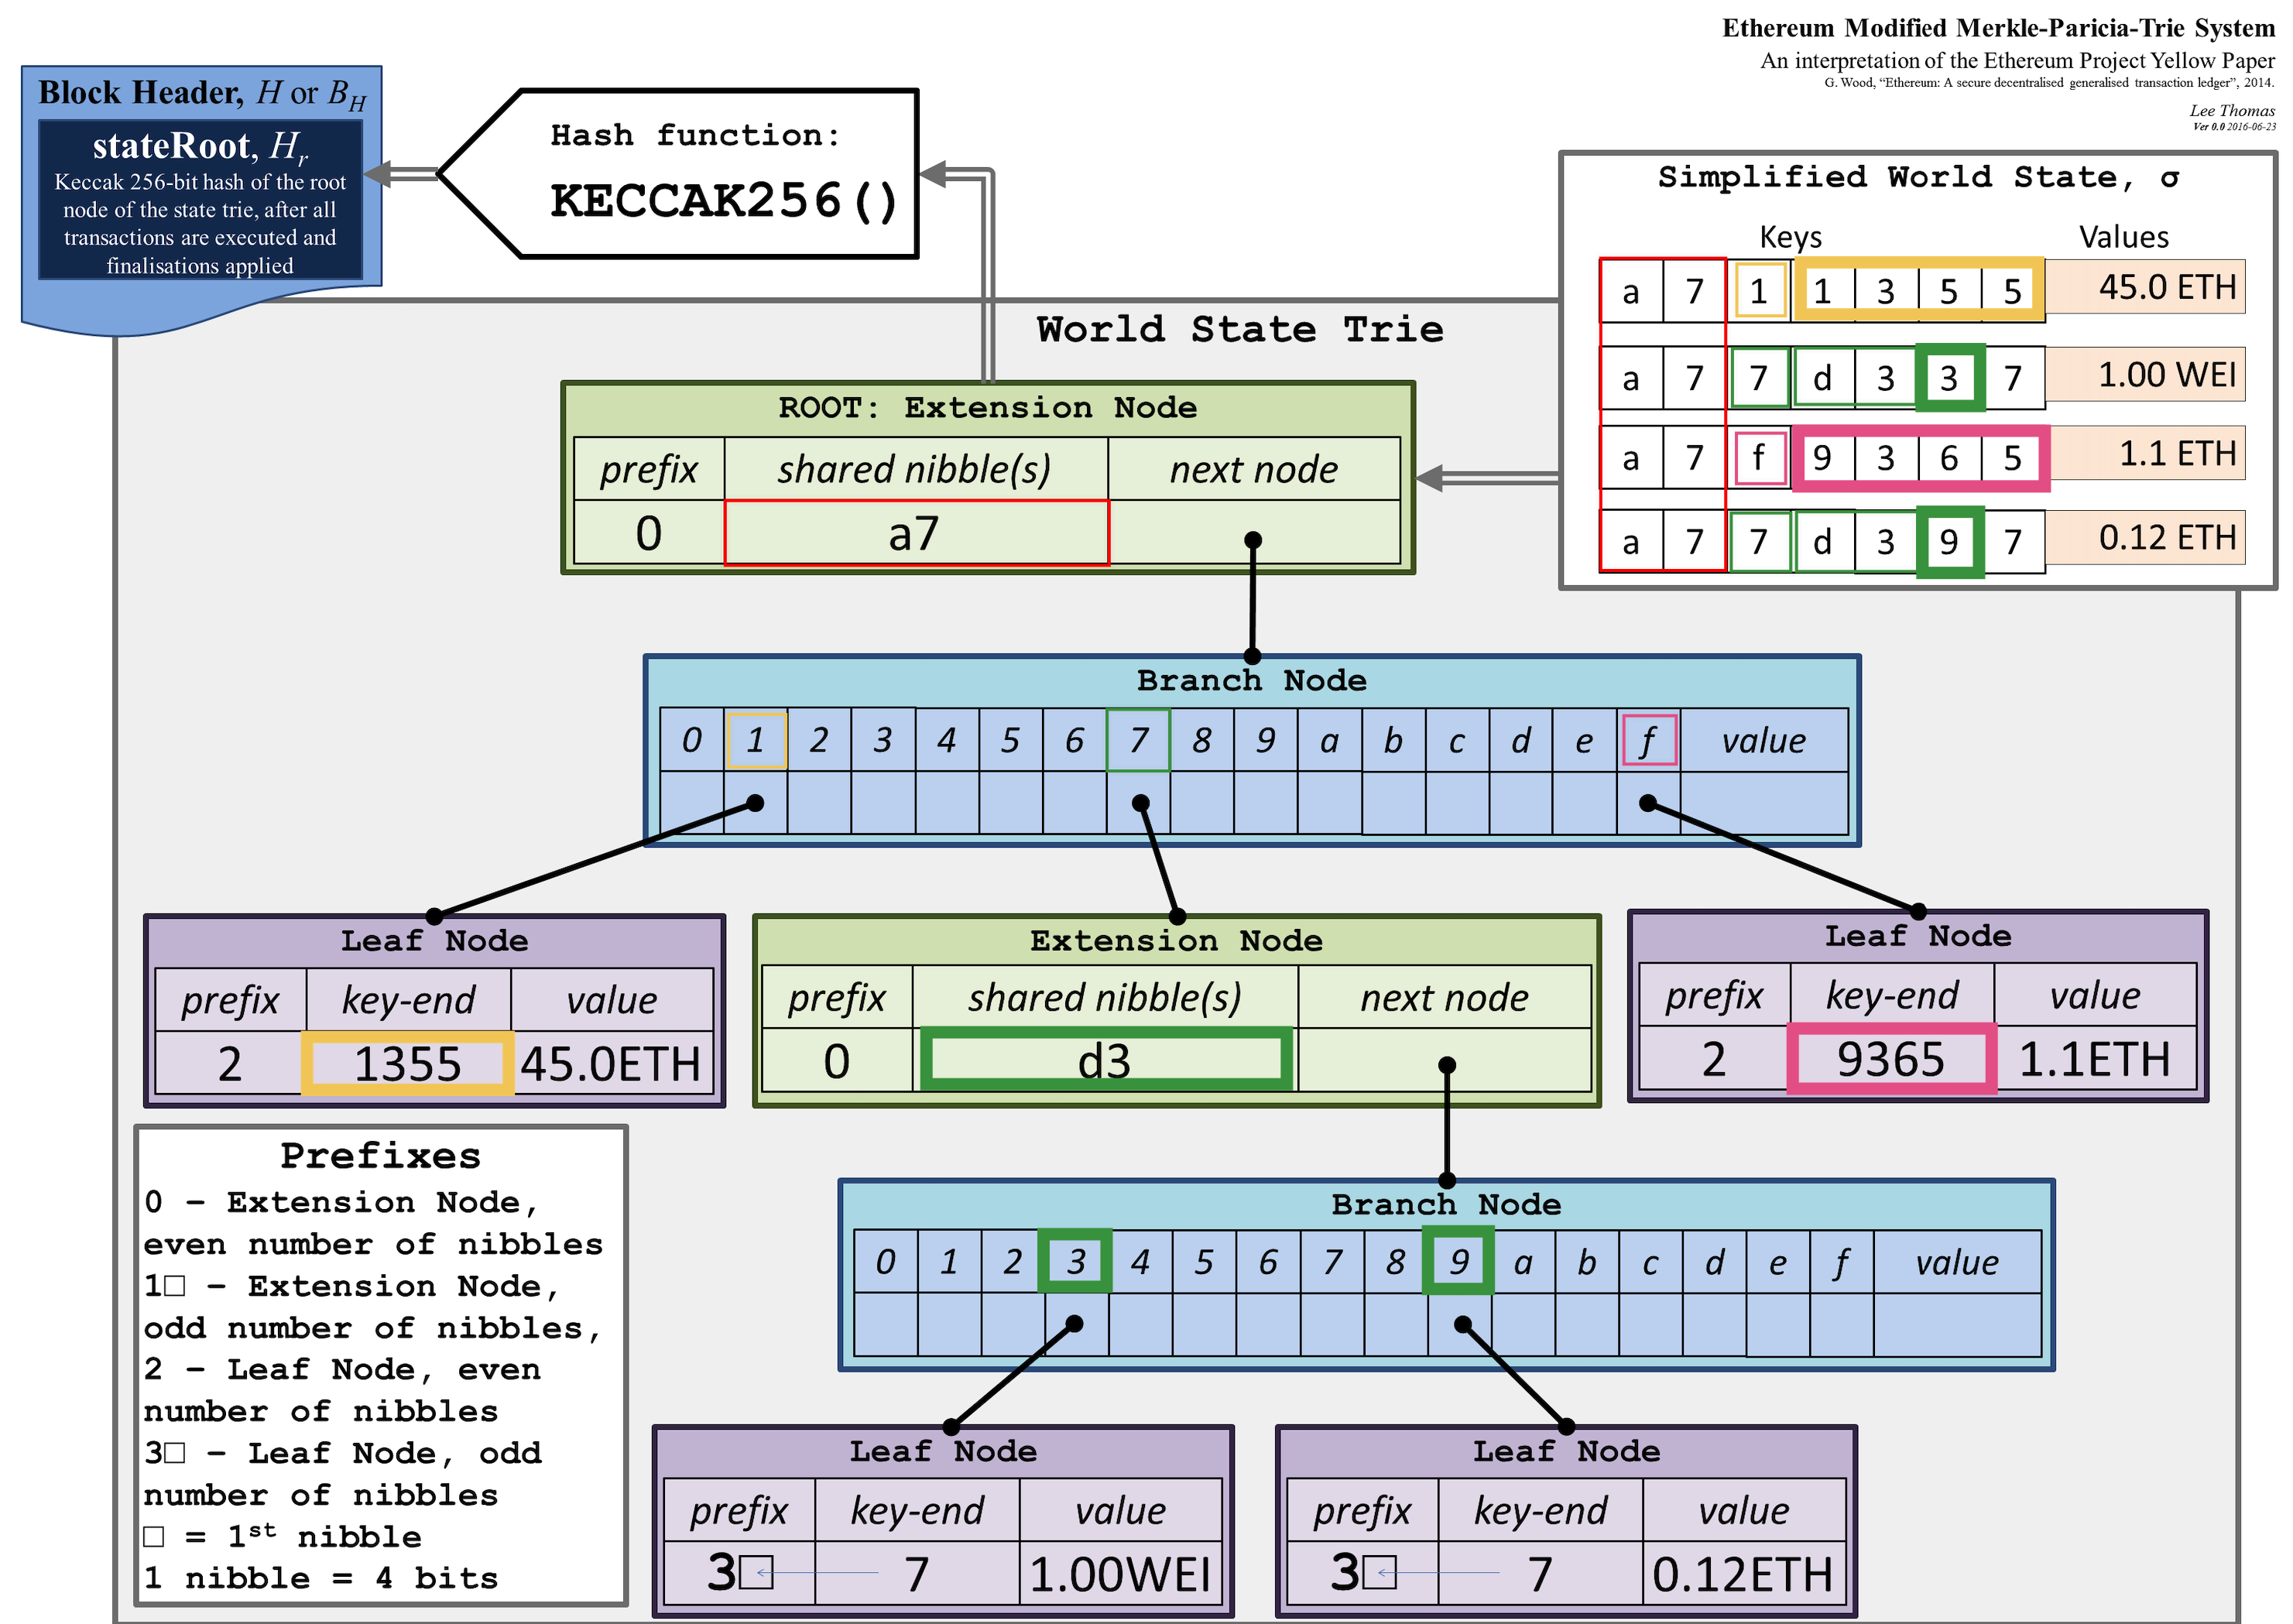 Ethereum Modified Merkle-Paricia-Trie System
An interpretation of the Ethereum Project Yellow Paper
G. Wood, “Ethereum: A secure decentralised generalised transaction ledger”, 2014.
Lee Thomas
Ver 0.0 2016-06-23
Block Header, H or B_H
stateRoot, H_r
Keccak 256-bit hash of the root
node of the state trie, after all
transactions are executed and
finalisations applied
Hash function:
KECCAK256()
Simplified World State, σ
Keys Values
a 7 1 1 3 5 5 45.0 ETH
a 7 7 d 3 3 7 1.00 WEI
a 7 f 9 3 6 5 1.1 ETH
a 7 7 d 3 9 7 0.12 ETH
World State Trie
ROOT: Extension Node
prefix shared nibble(s) next node
0 a7
Branch Node
0 1 2 3 4 5 6 7 8 9 a b c d e f value
Leaf Node
prefix key-end value
2 1355 45.0ETH
Extension Node
prefix shared nibble(s) next node
0 d3
Leaf Node
prefix key-end value
2 9365 1.1ETH
Prefixes
0 – Extension Node,
even number of nibbles
1□ – Extension Node,
odd number of nibbles,
2 – Leaf Node, even
number of nibbles
3□ – Leaf Node, odd
number of nibbles
□ = 1st nibble
1 nibble = 4 bits
Branch Node
0 1 2 3 4 5 6 7 8 9 a b c d e f value
Leaf Node
prefix key-end value
3□ 7 1.00WEI
Leaf Node
prefix key-end value
3□ 7 0.12ETH